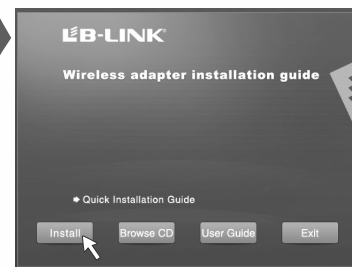 LB-LINK®
Wireless adapter installation guide
Quick Installation Guide
Install Browse CD User Guide Exit